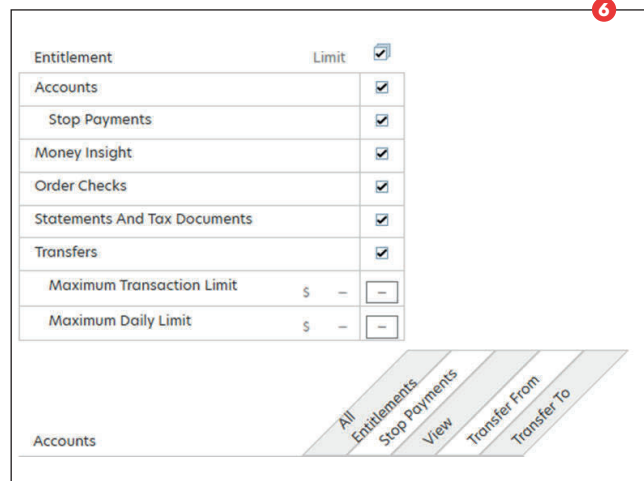 6
Entitlement Limit
Accounts
Stop Payments
Money Insight
Order Checks
Statements And Tax Documents
Transfers
Maximum Transaction Limit $ – –
Maximum Daily Limit $ – –
All
Entitlements
Stop Payments
View
Transfer From
Transfer To
Accounts